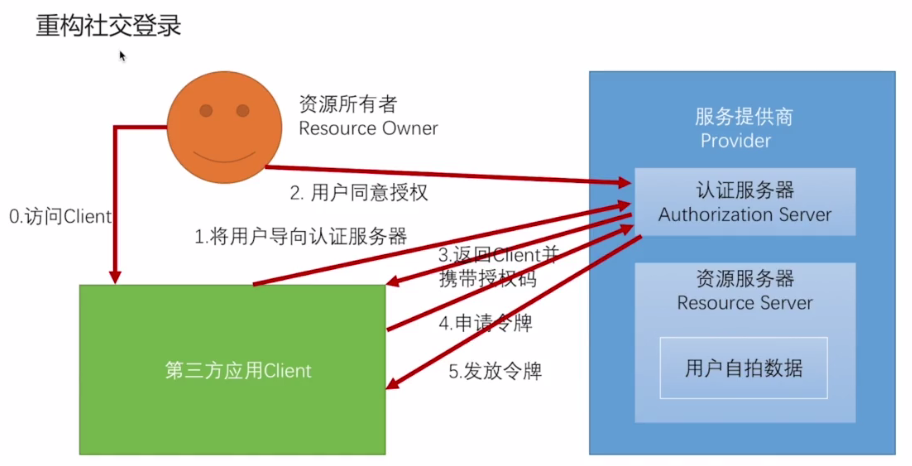 重构社交登录
资源所有者
Resource Owner
服务提供商
Provider
2. 用户同意授权
认证服务器
Authorization Server
0.访问Client
1.将用户导向认证服务器
3.返回Client并
携带授权码
资源服务器
Resource Server
4.申请令牌
第三方应用Client
5.发放令牌
用户自拍数据